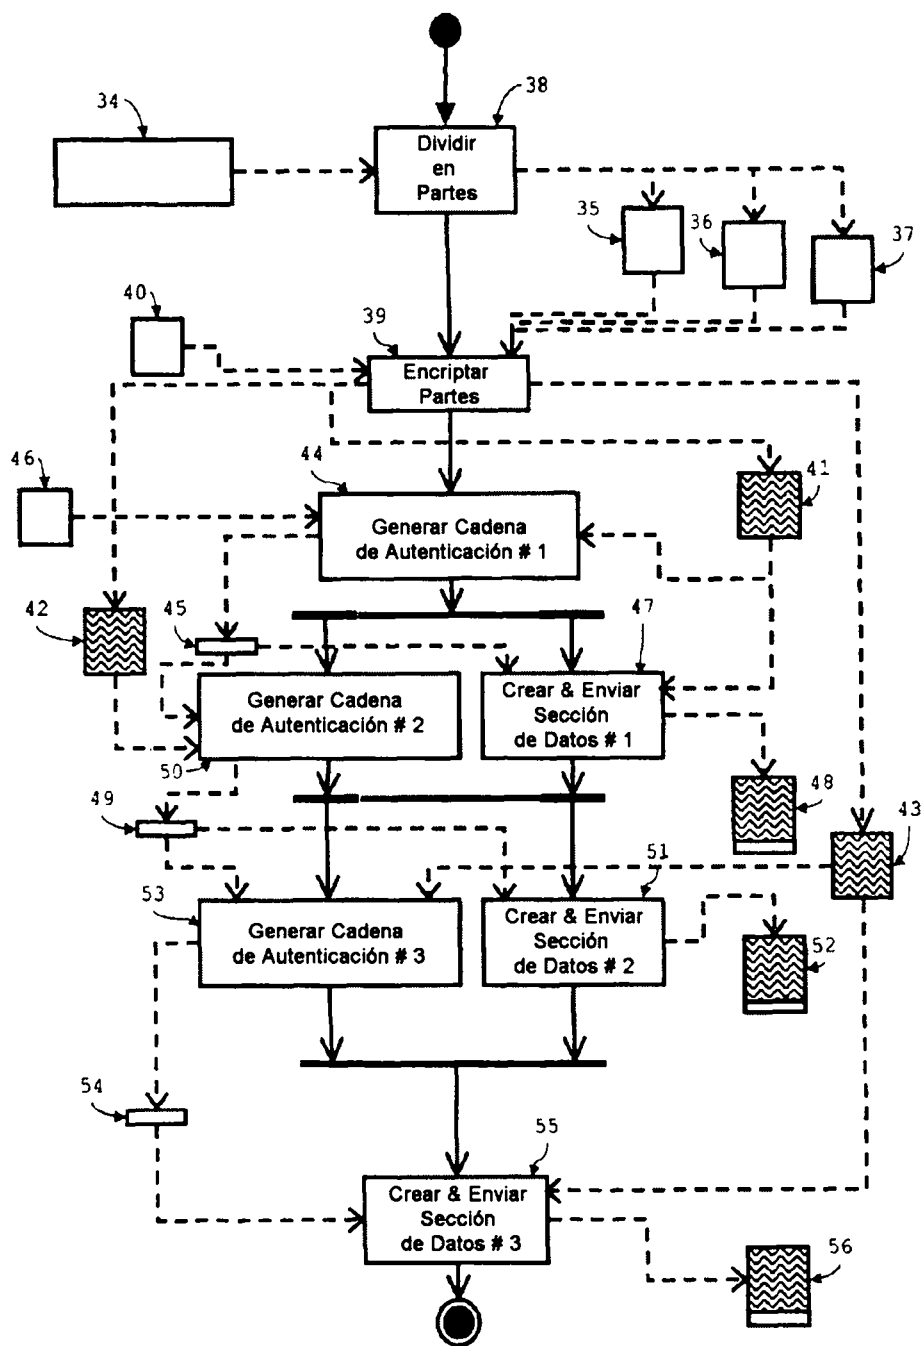 34
38
Dividir
en
Partes
35
36
37
40
39
Encriptar
Partes
46
44
41
Generar Cadena
de Autenticación # 1
42
45
47
Generar Cadena
de Autenticación # 2
Crear & Enviar
Sección
de Datos # 1
50
49
48
43
51
53
Generar Cadena
de Autenticación # 3
Crear & Enviar
Sección
de Datos # 2
52
54
55
Crear & Enviar
Sección
de Datos # 3
56